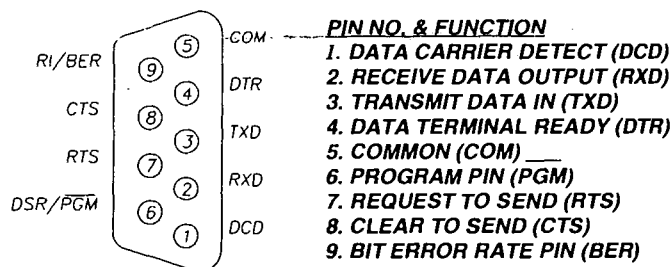 RI/BER
CTS
RTS
DSR/PGM
5
9
4
8
3
7
2
6
1
COM
DTR
TXD
RXD
DCD
PIN NO. & FUNCTION
1. DATA CARRIER DETECT (DCD)
2. RECEIVE DATA OUTPUT (RXD)
3. TRANSMIT DATA IN (TXD)
4. DATA TERMINAL READY (DTR)
5. COMMON (COM)
6. PROGRAM PIN (PGM)
7. REQUEST TO SEND (RTS)
8. CLEAR TO SEND (CTS)
9. BIT ERROR RATE PIN (BER)